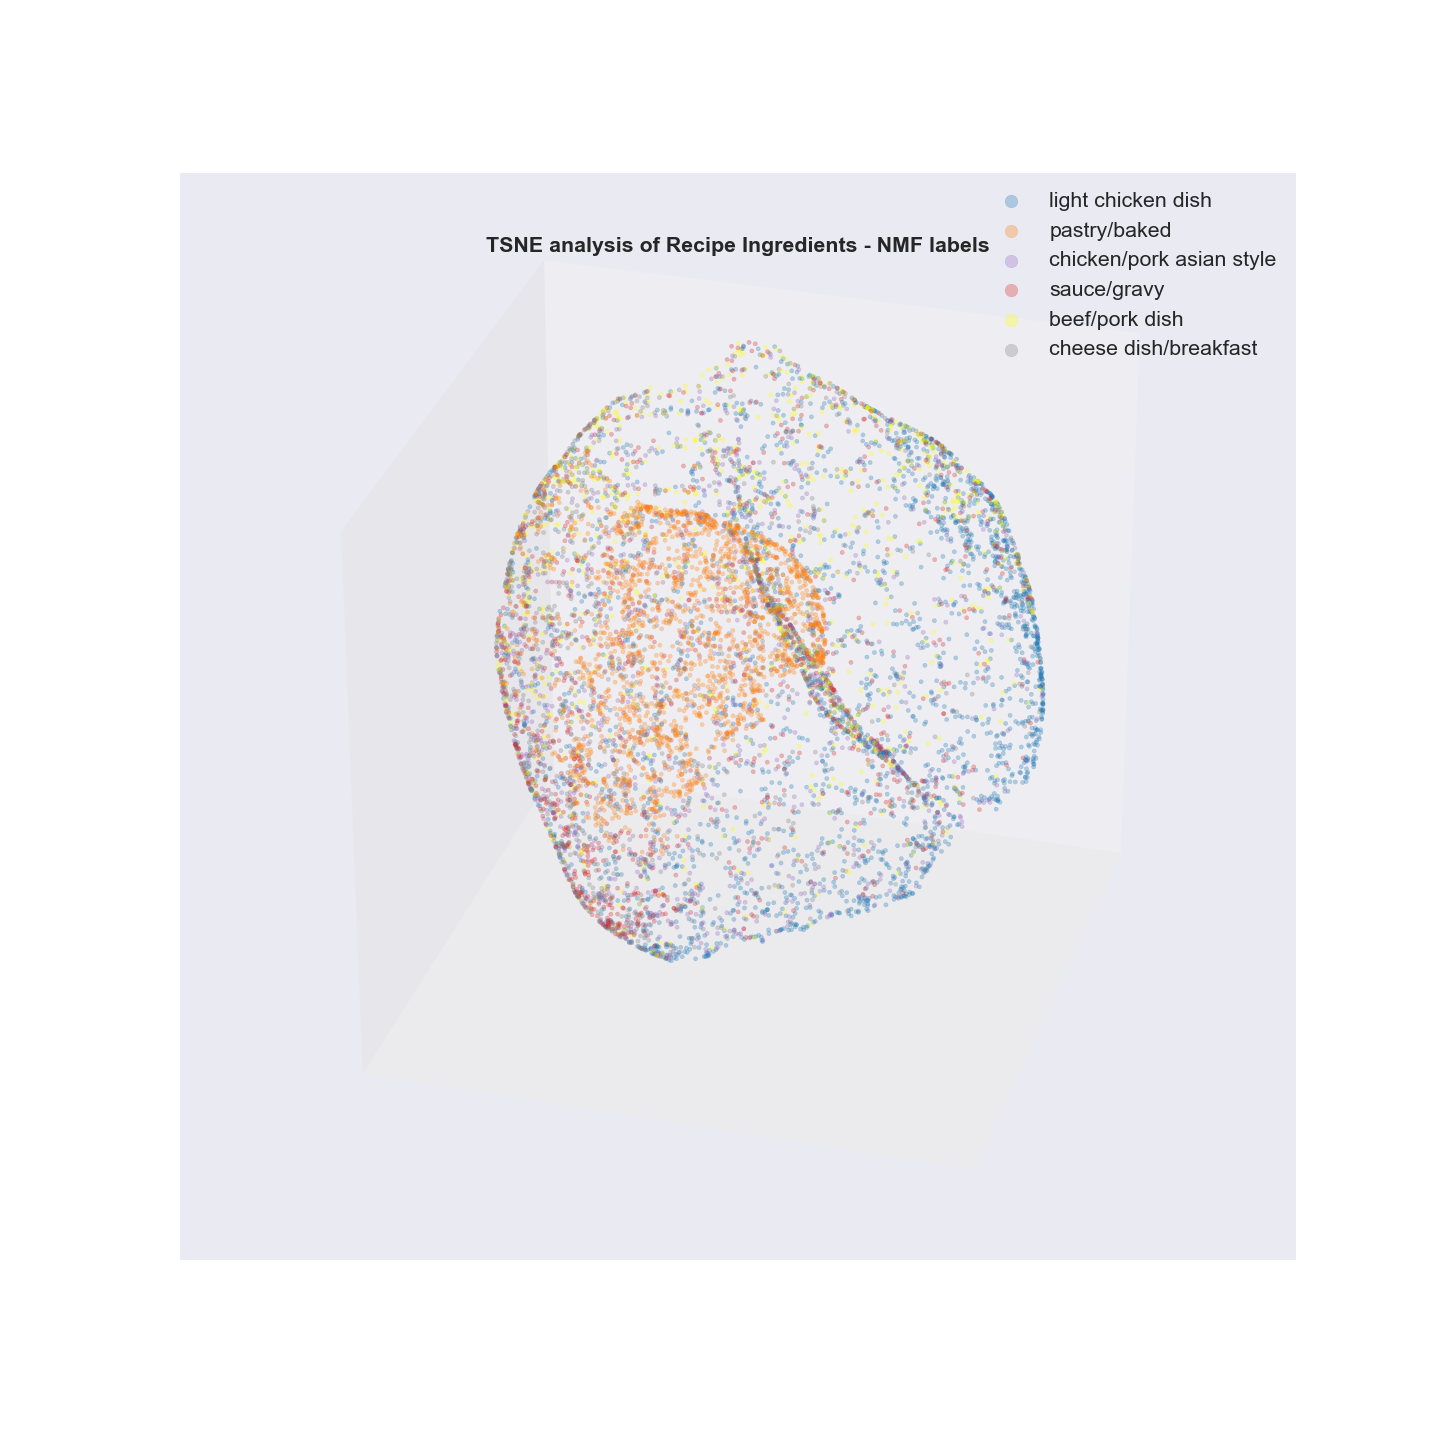 TSNE analysis of Recipe Ingredients - NMF labels
light chicken dish
pastry/baked
chicken/pork asian style
sauce/gravy
beef/pork dish
cheese dish/breakfast